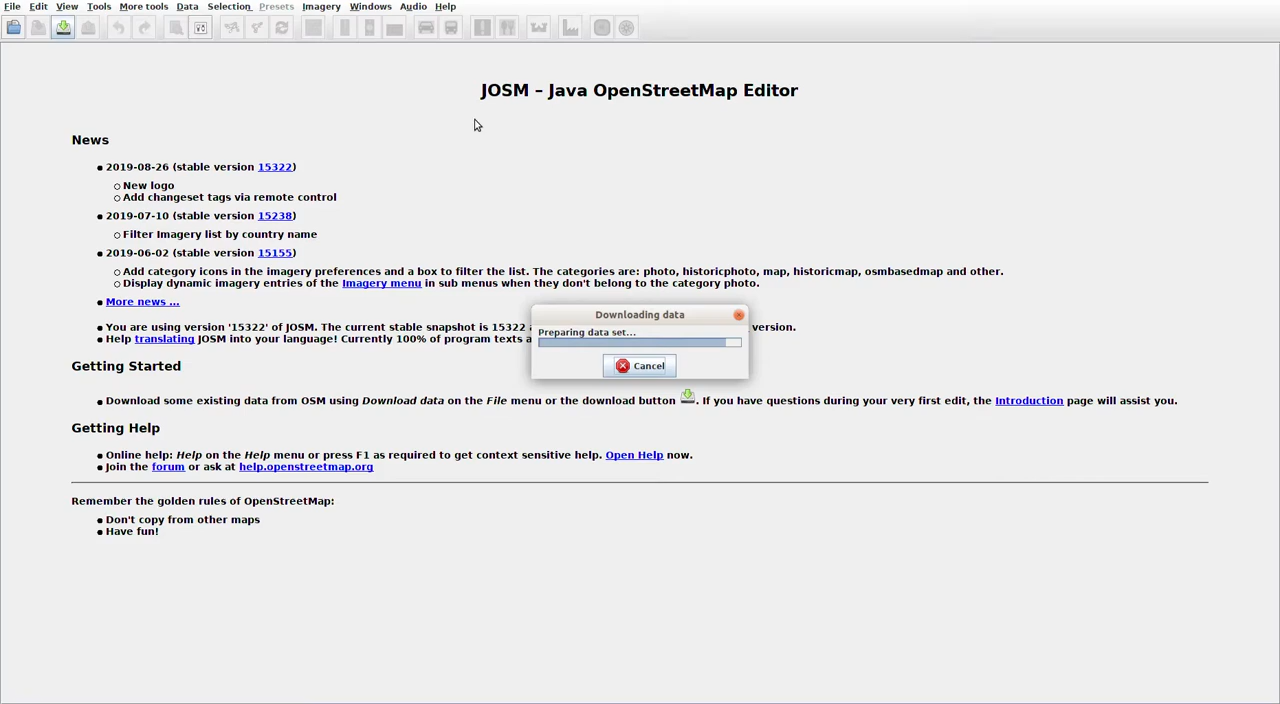 File Edit View Tools More tools Data Selection Presets Imagery Windows Audio Help
JOSM – Java OpenStreetMap Editor
News
2019-08-26 (stable version 15322)
New logo
Add changeset tags via remote control
2019-07-10 (stable version 15238)
Filter Imagery list by country name
2019-06-02 (stable version 15155)
Add category icons in the imagery preferences and a box to filter the list. The categories are: photo, historicphoto, map, historicmap, osmbasedmap and other.
Display dynamic imagery entries of the Imagery menu in sub menus when they don't belong to the category photo.
More news ...
You are using version '15322' of JOSM. The current stable snapshot is 15322 version.
Help translating JOSM into your language! Currently 100% of program texts
Downloading data
Preparing data set...
Cancel
Getting Started
Download some existing data from OSM using Download data on the File menu or the download button . If you have questions during your very first edit, the Introduction page will assist you.
Getting Help
Online help: Help on the Help menu or press F1 as required to get context sensitive help. Open Help now.
Join the forum or ask at help.openstreetmap.org
Remember the golden rules of OpenStreetMap:
Don't copy from other maps
Have fun!